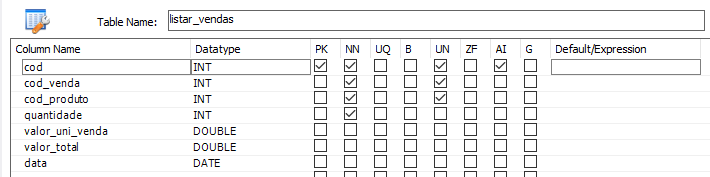 Table Name: listar_vendas
Column Name Datatype PK NN UQ B UN ZF AI G Default/Expression
cod INT
cod_venda INT
cod_produto INT
quantidade INT
valor_uni_venda DOUBLE
valor_total DOUBLE
data DATE